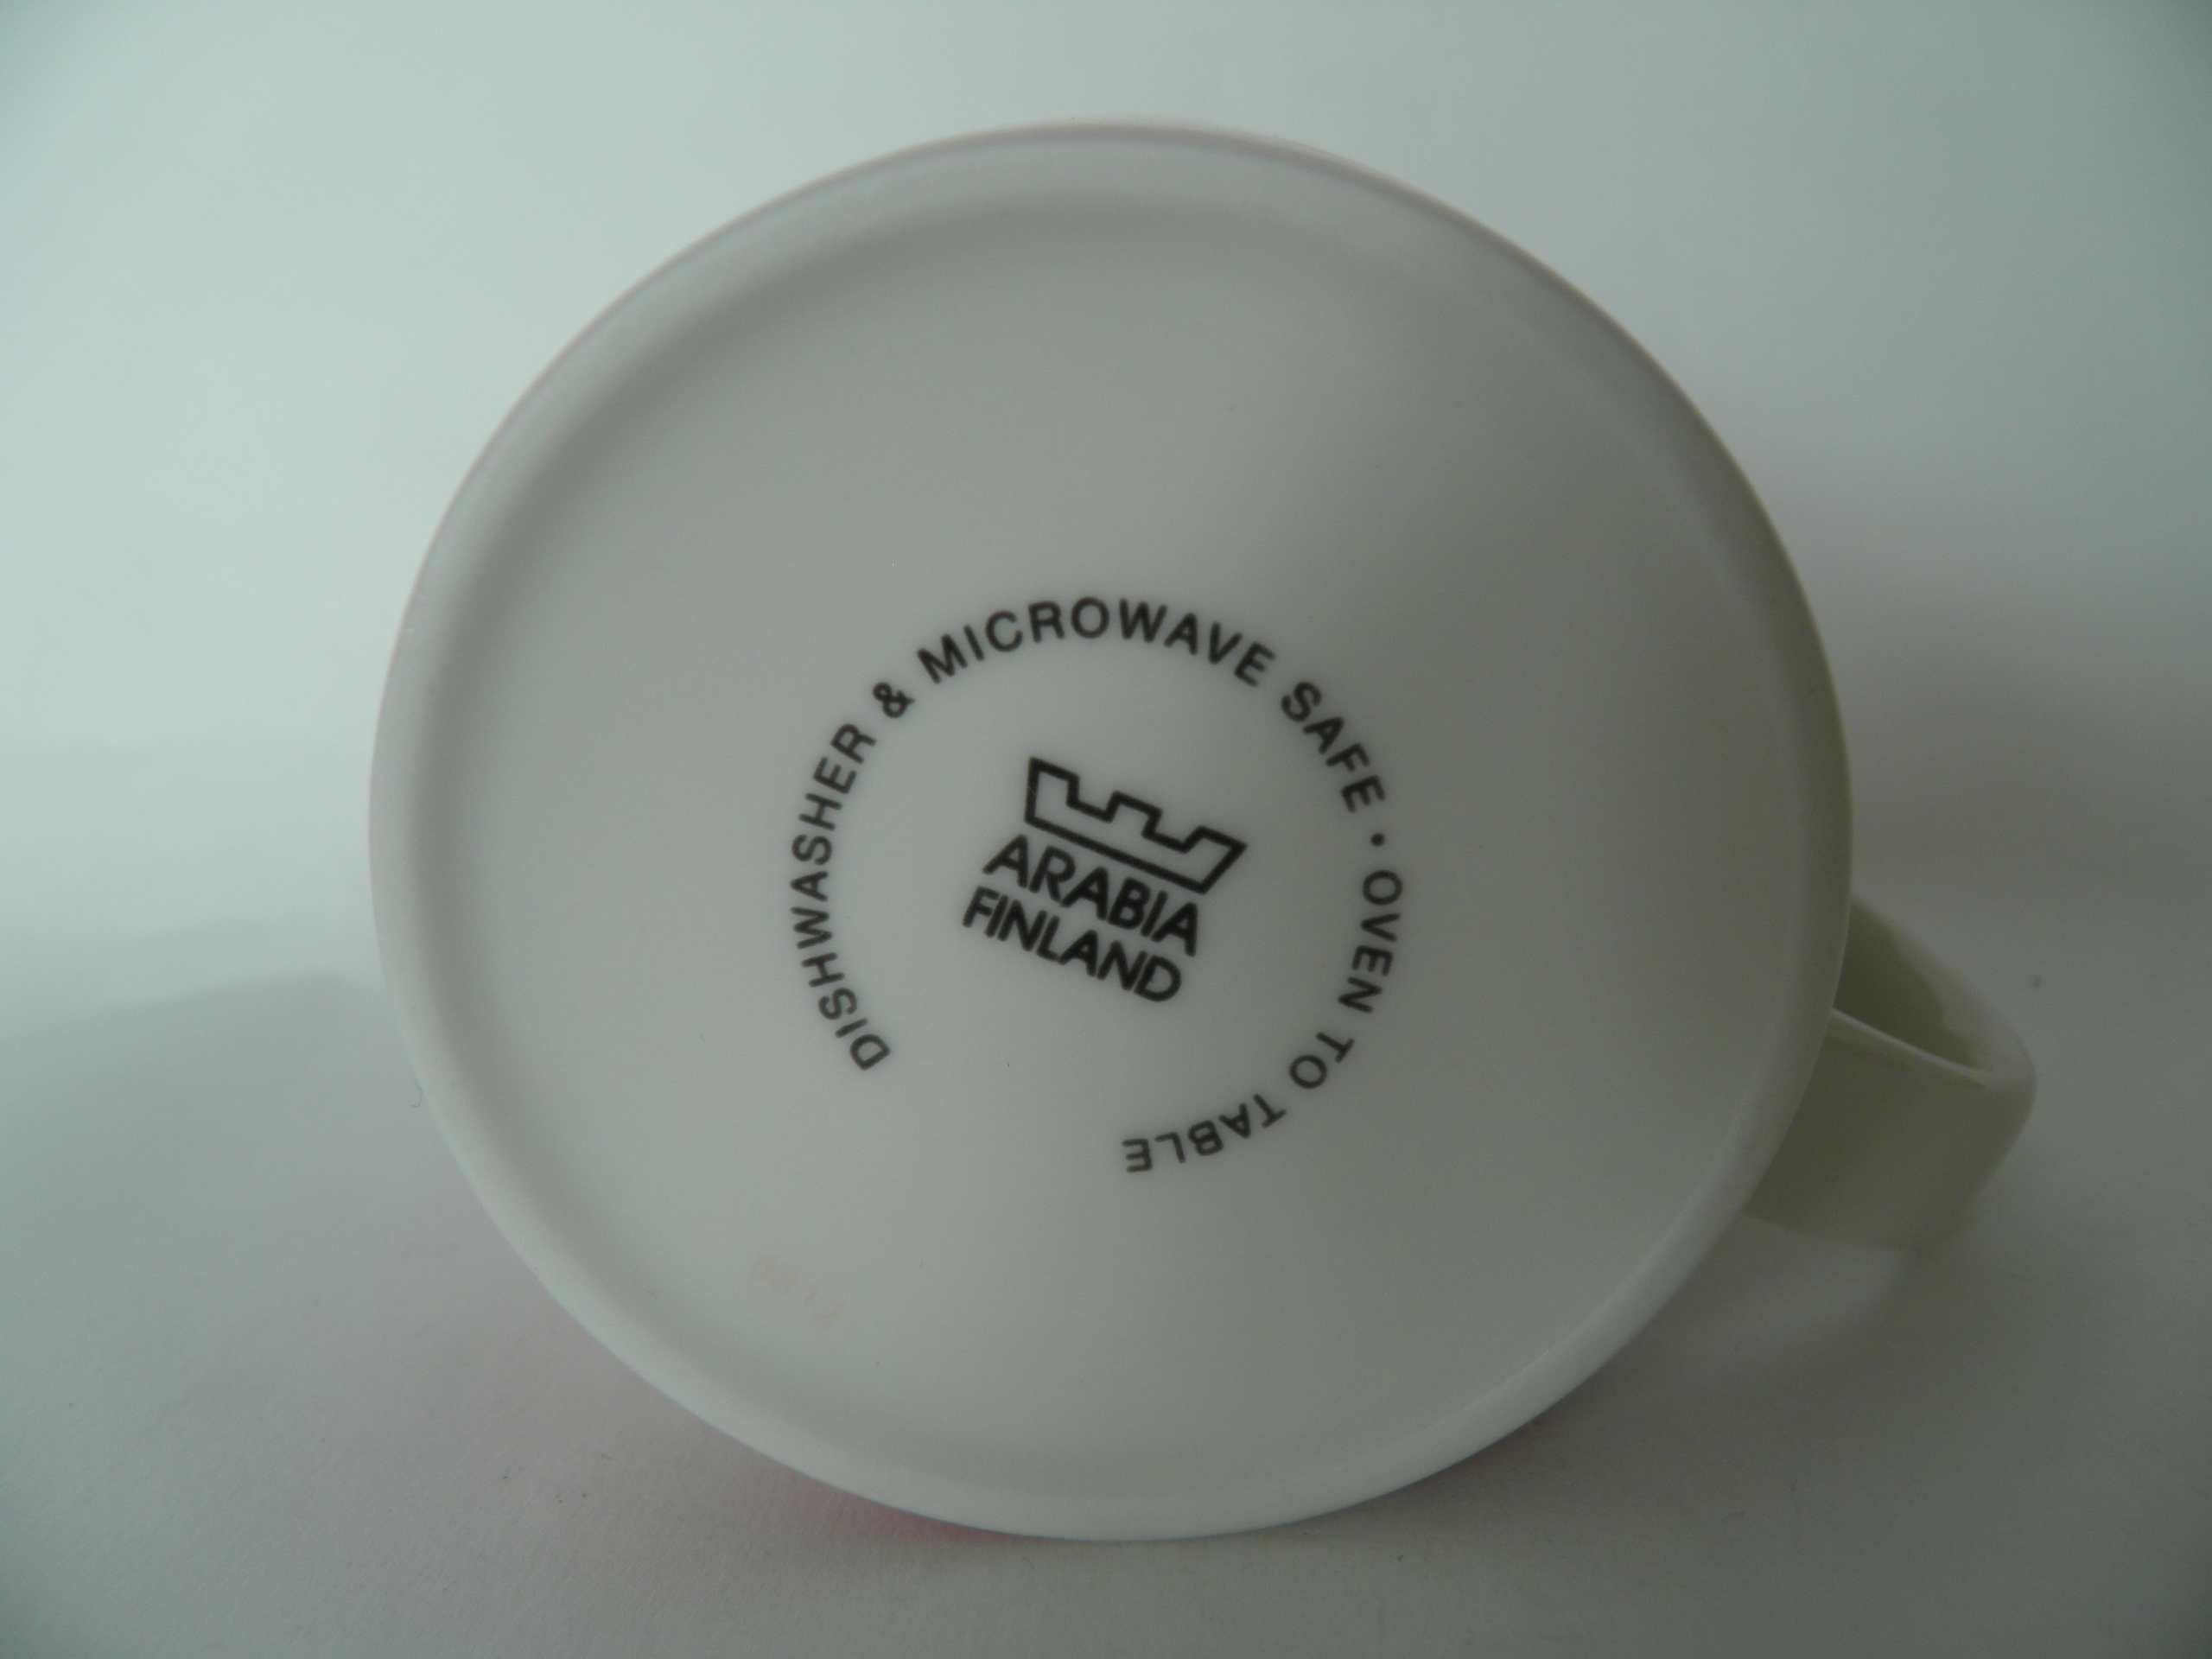 DISHWASHER & MICROWAVE SAFE · OVEN TO TABLE
ARABIA
FINLAND